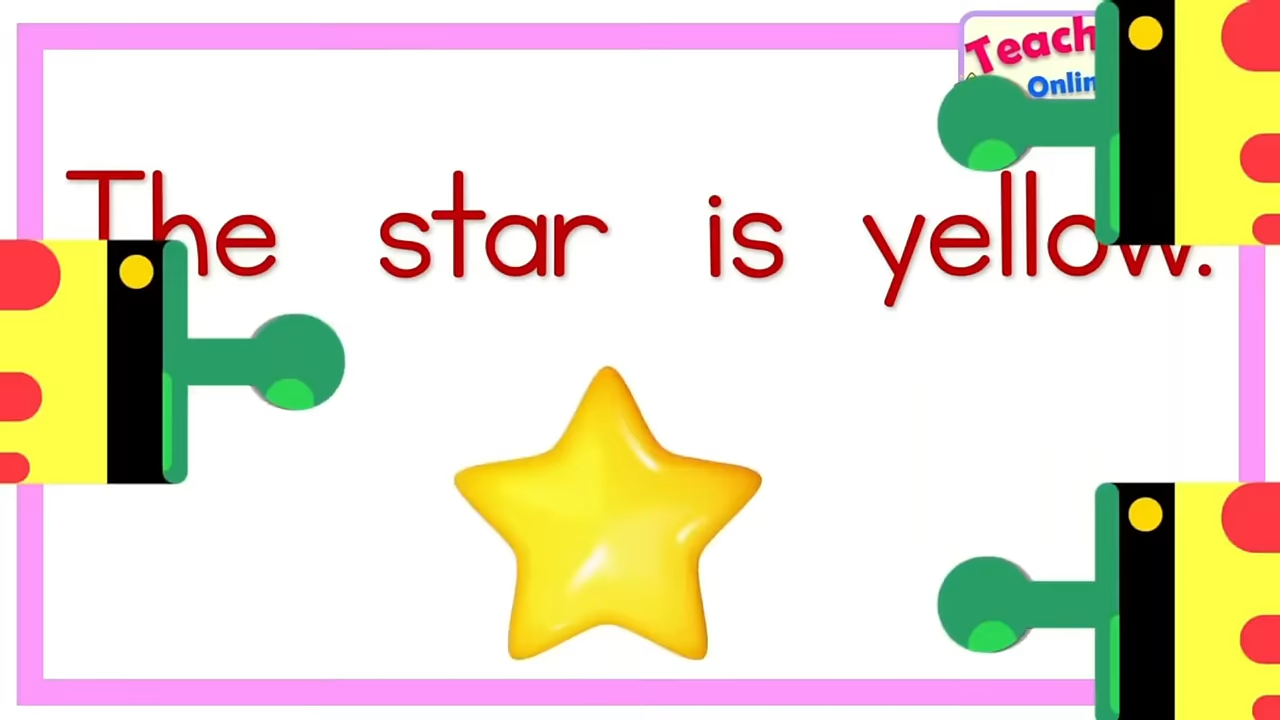 Teach
Onlin
The star is yellow.